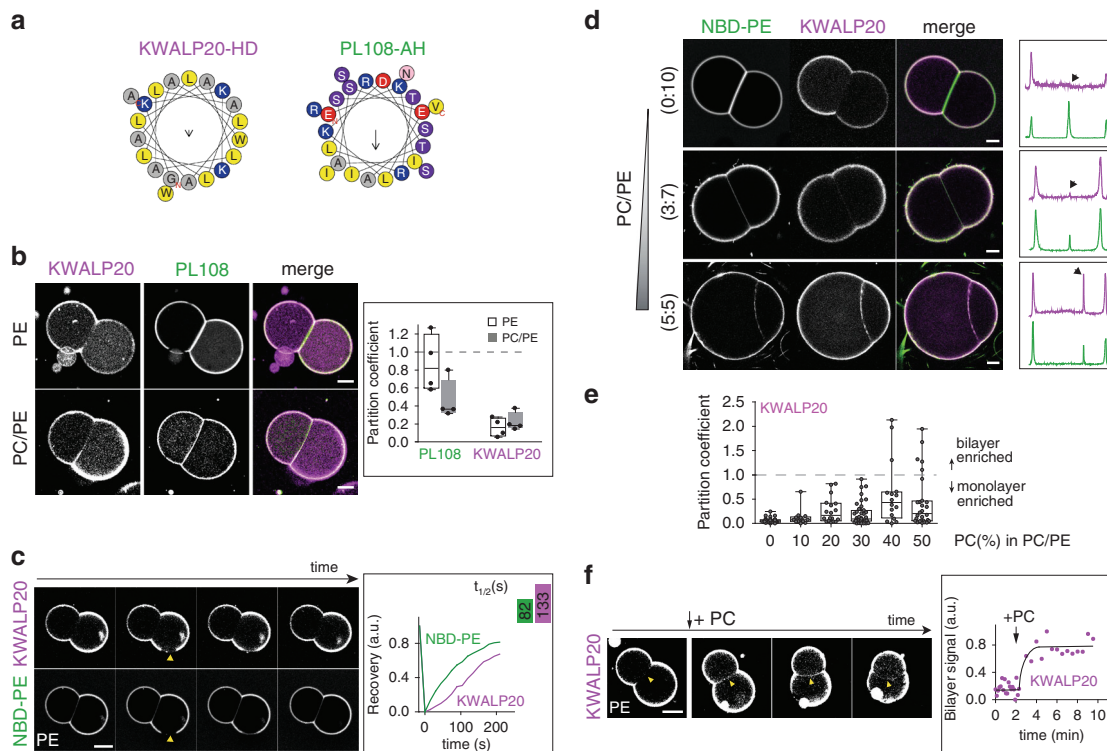 a
KWALP20-HD
PL108-AH
A K L A L A K A L W L K L A G A L A W N
S S S R D K N T E V C S T S I R L A I I A L K E R
b
KWALP20 PL108 merge
PE
PC/PE
Partition coefficient
1.2
1.0
0.8
0.6
0.4
0.2
0.0
PE
PC/PE
PL108 KWALP20
c
time
KWALP20
NBD-PE
PE
t1/2(s)
82
133
Recovery (a.u.)
0.8
0.4
0.0
NBD-PE
KWALP20
0 100 200
time (s)
d
NBD-PE KWALP20 merge
PC/PE
(0:10)
(3:7)
(5:5)
e
KWALP20
Partition coefficient
2.5
2.0
1.5
1.0
0.5
0.0
bilayer
enriched
monolayer
enriched
0 10 20 30 40 50 PC(%) in PC/PE
f
+ PC
time
KWALP20
PE
Bilayer signal (a.u.)
1.2
0.8
0.4
0.0
+PC
KWALP20
0 2 4 6 8 10
time (min)